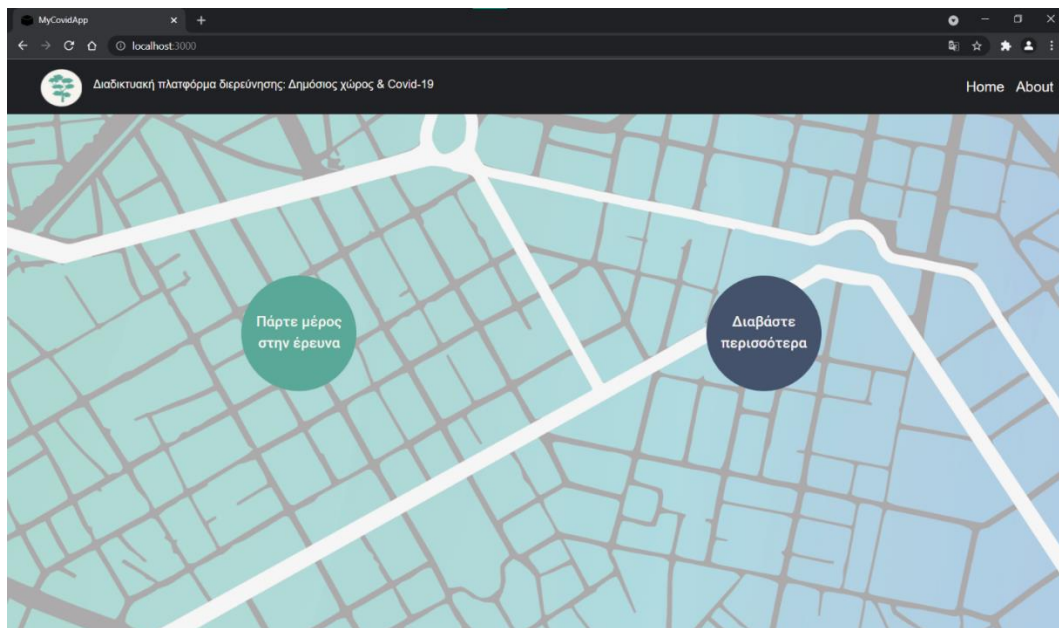 MyCovidApp
localhost:3000
Διαδικτυακή πλατφόρμα διερεύνησης: Δημόσιος χώρος & Covid-19
Home About
Πάρτε μέρος
στην έρευνα
Διαβάστε
περισσότερα